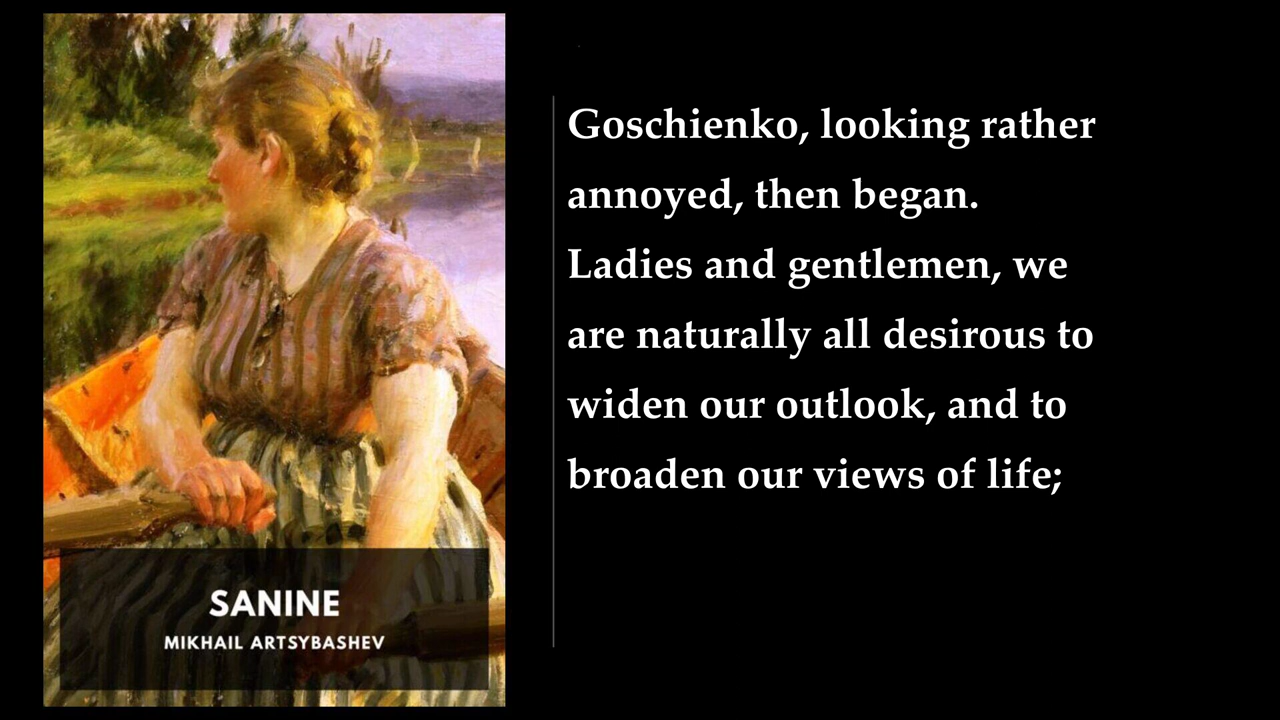 SANINE
MIKHAIL ARTSYBASHEV
Goschienko, looking rather
annoyed, then began.
Ladies and gentlemen, we
are naturally all desirous to
widen our outlook, and to
broaden our views of life;